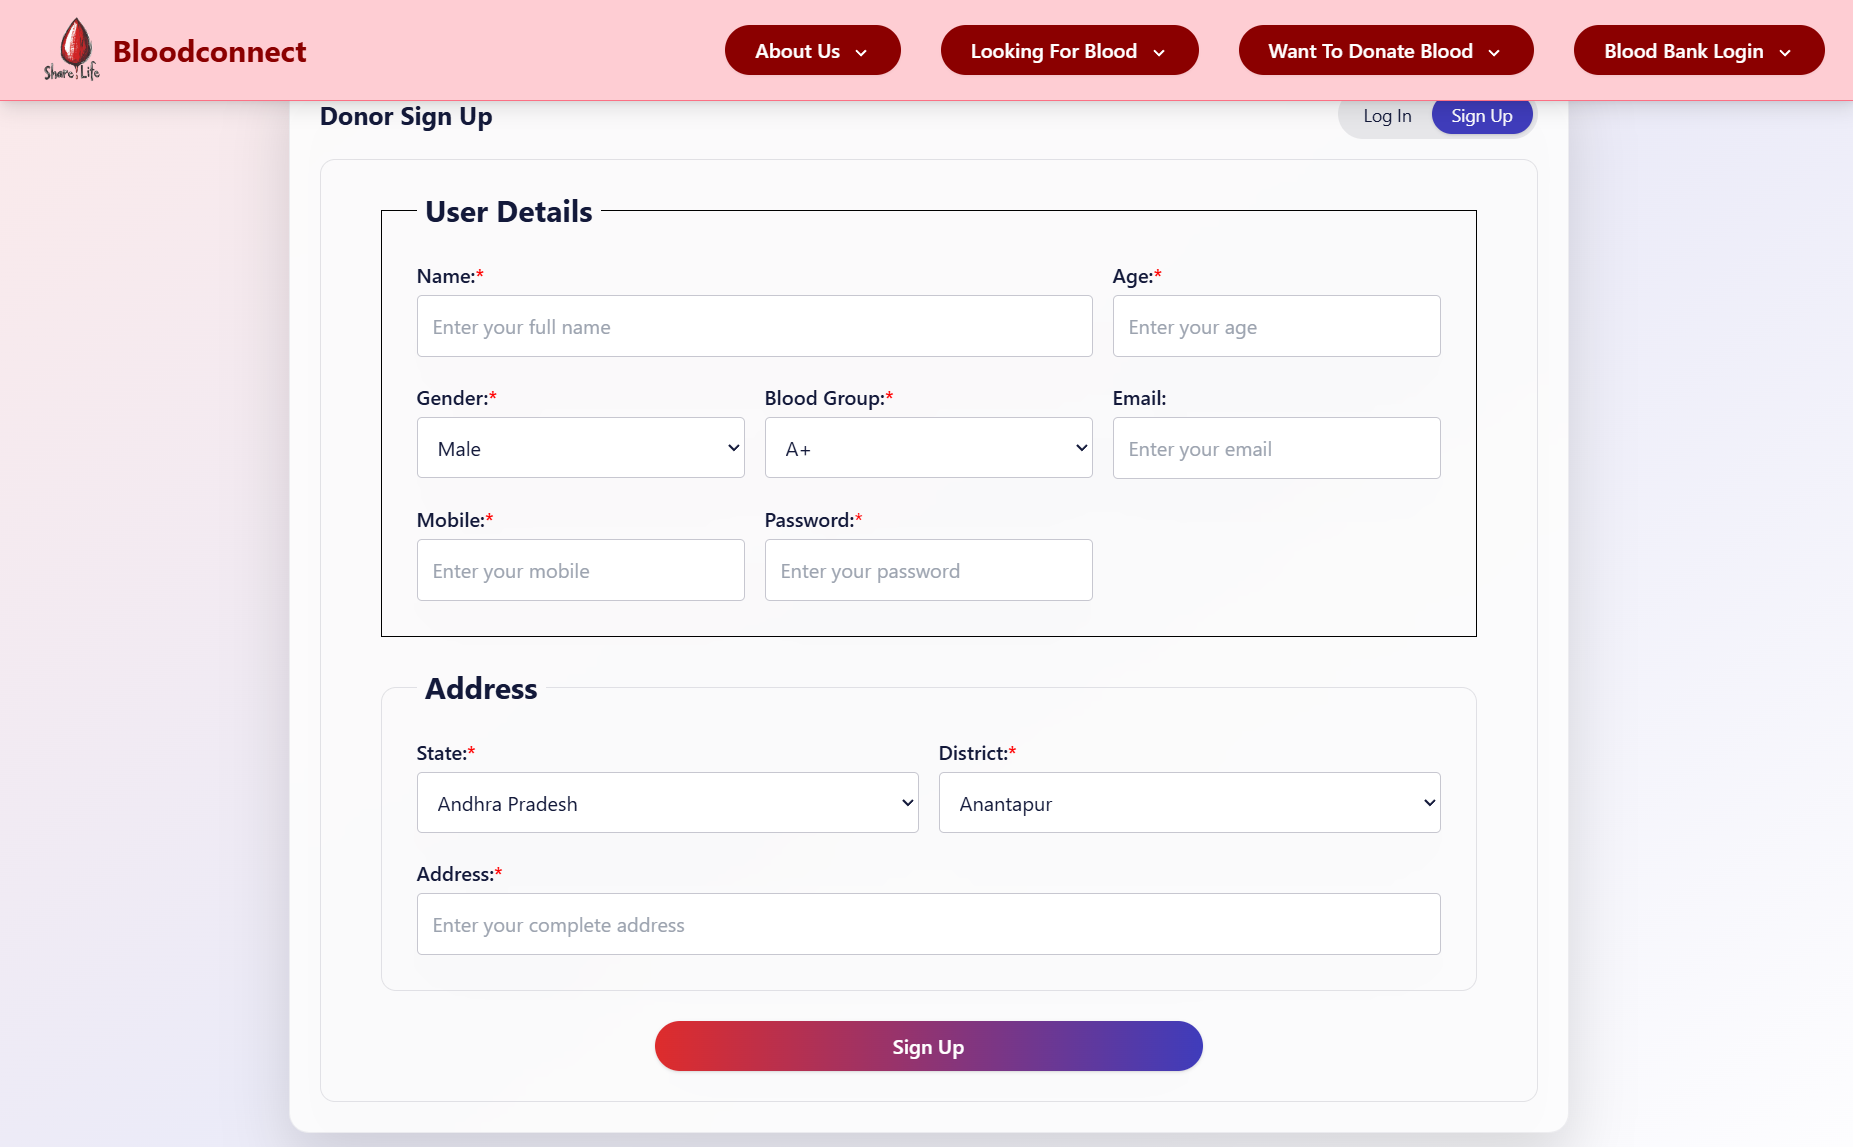 Share Life
Bloodconnect
About Us
Looking For Blood
Want To Donate Blood
Blood Bank Login
Donor Sign Up
Log In
Sign Up
User Details
Name:*
Age:*
Enter your full name
Enter your age
Gender:*
Blood Group:*
Email:
Male
A+
Enter your email
Mobile:*
Password:*
Enter your mobile
Enter your password
Address
State:*
District:*
Andhra Pradesh
Anantapur
Address:*
Enter your complete address
Sign Up